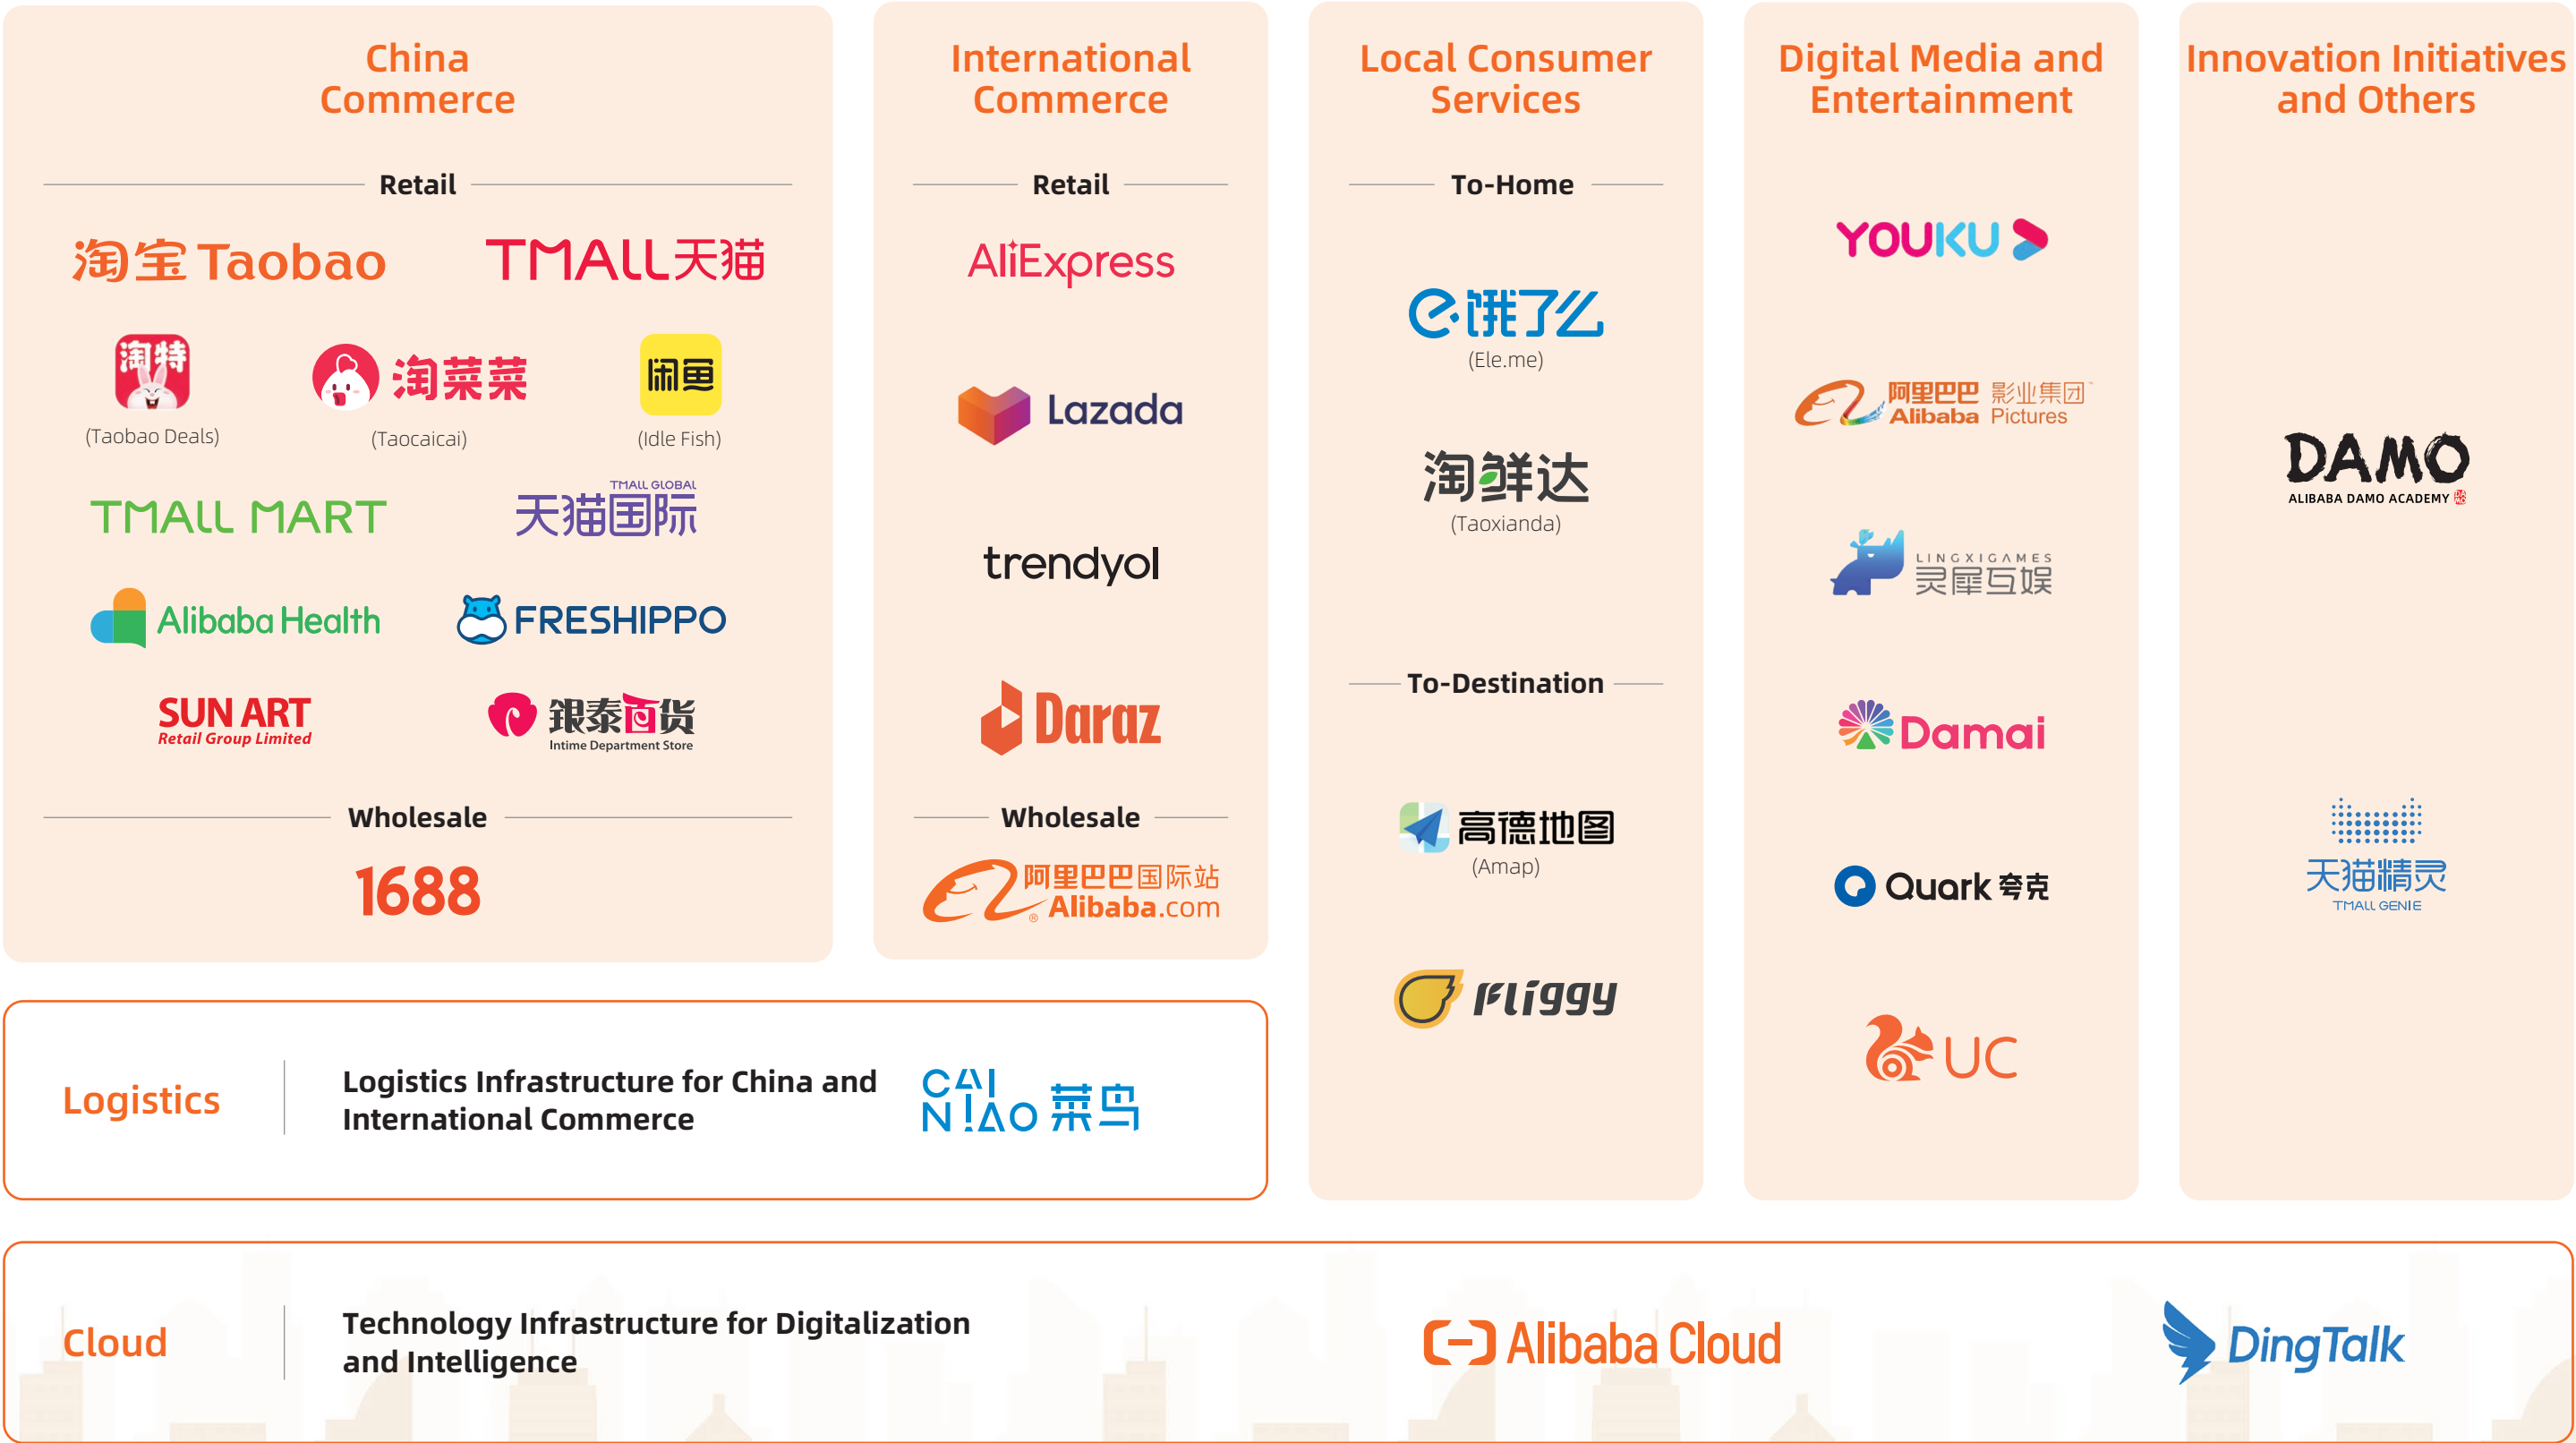 China
Commerce
Retail
淘宝 Taobao
TMALL天猫
淘特
(Taobao Deals)
淘菜菜
(Taocaicai)
闲鱼
(Idle Fish)
TMALL MART
TMALL GLOBAL
天猫国际
Alibaba Health
FRESHIPPO
SUN ART
Retail Group Limited
银泰百货
Intime Department Store
Wholesale
1688
International
Commerce
Retail
AliExpress
Lazada
trendyol
Daraz
Wholesale
阿里巴巴国际站
® Alibaba.com
Local Consumer
Services
To-Home
饿了么
(Ele.me)
淘鲜达
(Taoxianda)
To-Destination
高德地图
(Amap)
Fliggy
Digital Media and
Entertainment
YOUKU
阿里巴巴 影业集团™
Alibaba Pictures
LINGXIGAMES
灵犀互娱
Damai
Quark 夸克
UC
Innovation Initiatives
and Others
DAMO
ALIBABA DAMO ACADEMY
天猫精灵
TMALL GENIE
Logistics
Logistics Infrastructure for China and
International Commerce
CAI
NIAO 菜鸟
Cloud
Technology Infrastructure for Digitalization
and Intelligence
Alibaba Cloud
DingTalk